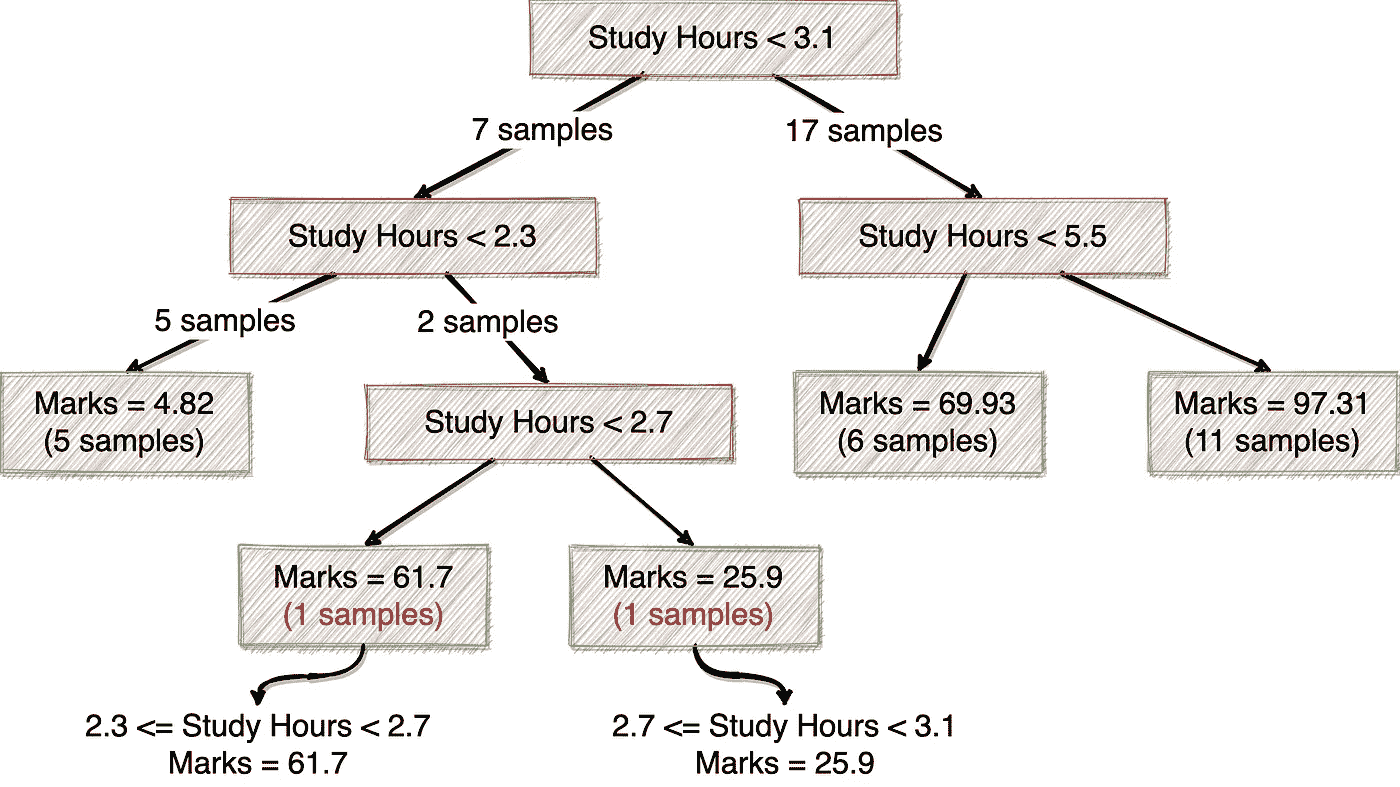 Study Hours < 3.1
7 samples
17 samples
Study Hours < 2.3
Study Hours < 5.5
5 samples
2 samples
Marks = 4.82
(5 samples)
Study Hours < 2.7
Marks = 69.93
(6 samples)
Marks = 97.31
(11 samples)
Marks = 61.7
(1 samples)
Marks = 25.9
(1 samples)
2.3 <= Study Hours < 2.7
Marks = 61.7
2.7 <= Study Hours < 3.1
Marks = 25.9